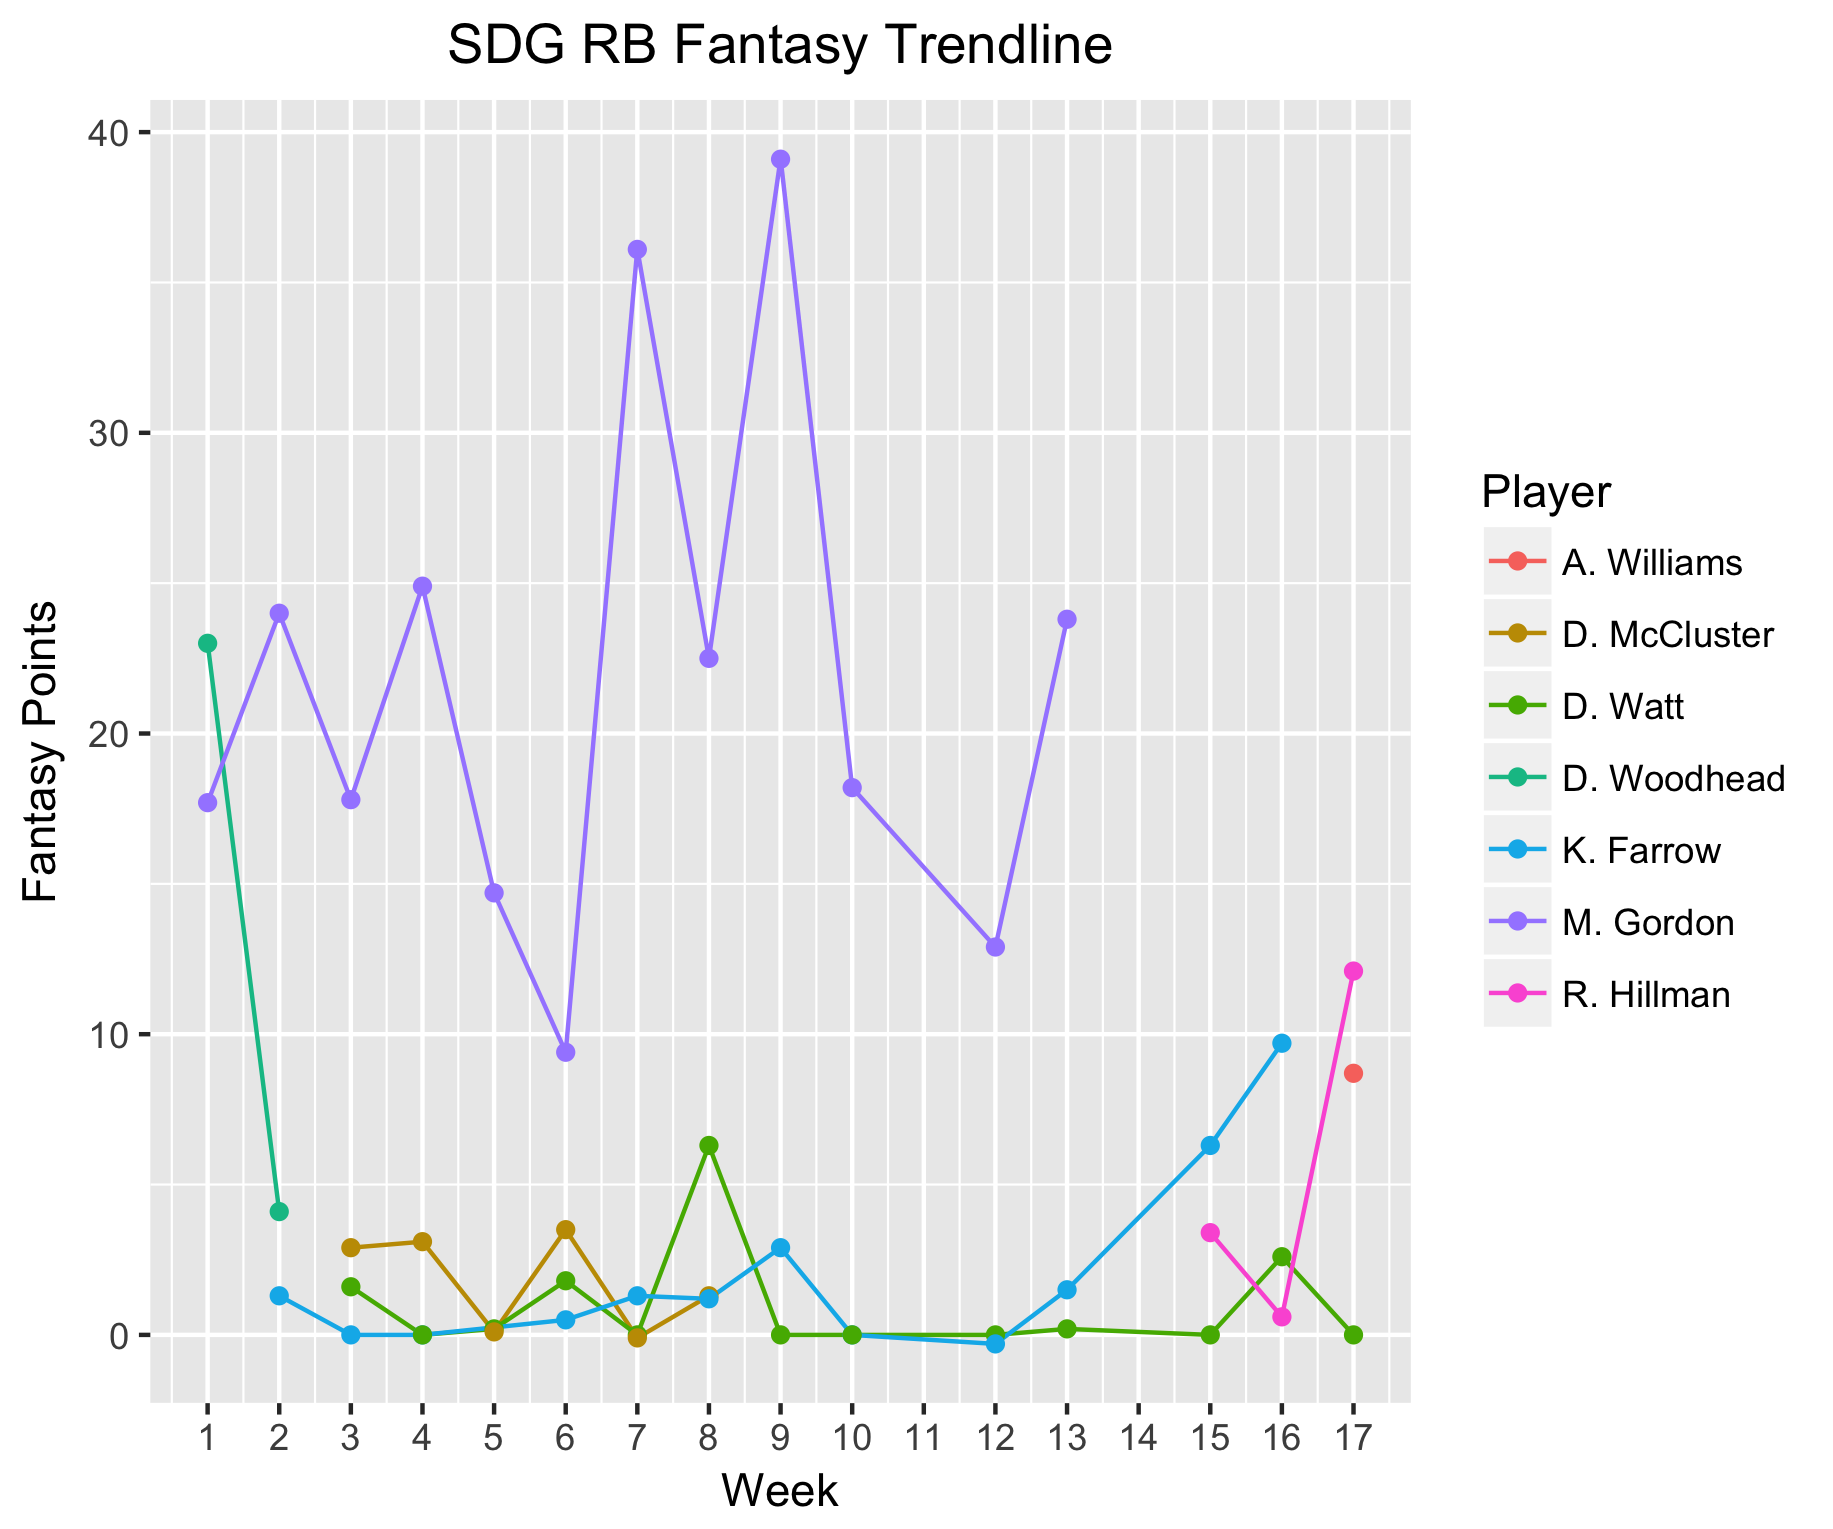 SDG RB Fantasy Trendline
Fantasy Points
40
30
20
10
0
1 2 3 4 5 6 7 8 9 10 11 12 13 14 15 16 17
Week
Player
A. Williams
D. McCluster
D. Watt
D. Woodhead
K. Farrow
M. Gordon
R. Hillman